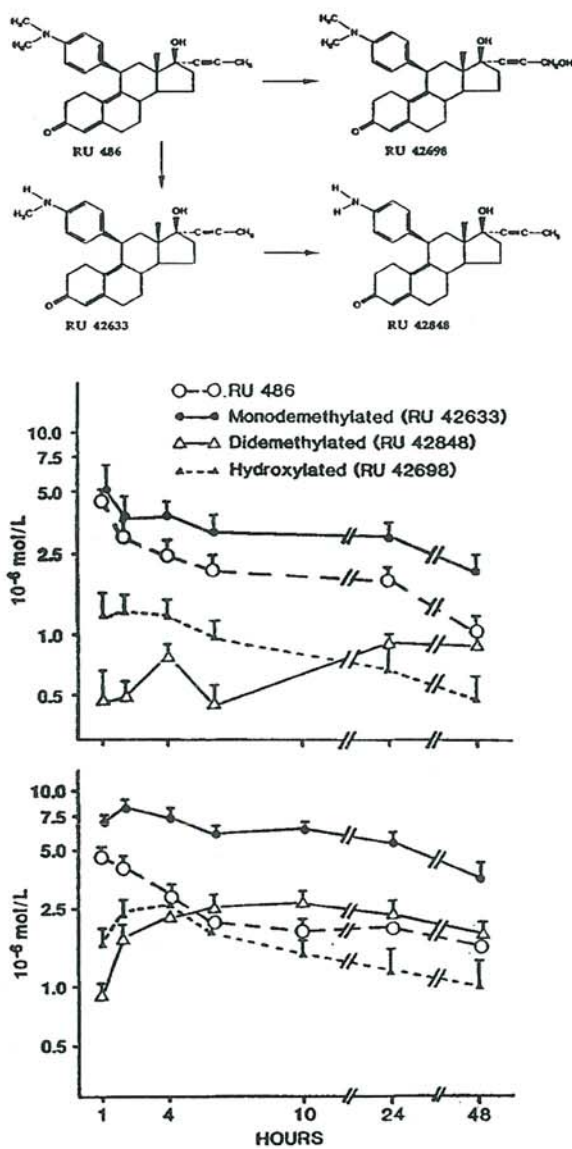 H₃C
N
H₃C
OH
C≡C-CH₃
O
RU 486
H₃C
N
H₃C
OH
C≡C-CH₂OH
O
RU 42698
H
N
H₃C
OH
C≡C-CH₃
O
RU 42633
H
N
H
OH
C≡C-CH₃
O
RU 42848
RU 486
Monodemethylated (RU 42633)
Didemethylated (RU 42848)
Hydroxylated (RU 42698)
10⁻⁶ mol/L
10.0
7.5
5.0
2.5
1.0
0.5
10⁻⁶ mol/L
10.0
7.5
5.0
2.5
1.0
0.5
1 4 10 24 48
HOURS